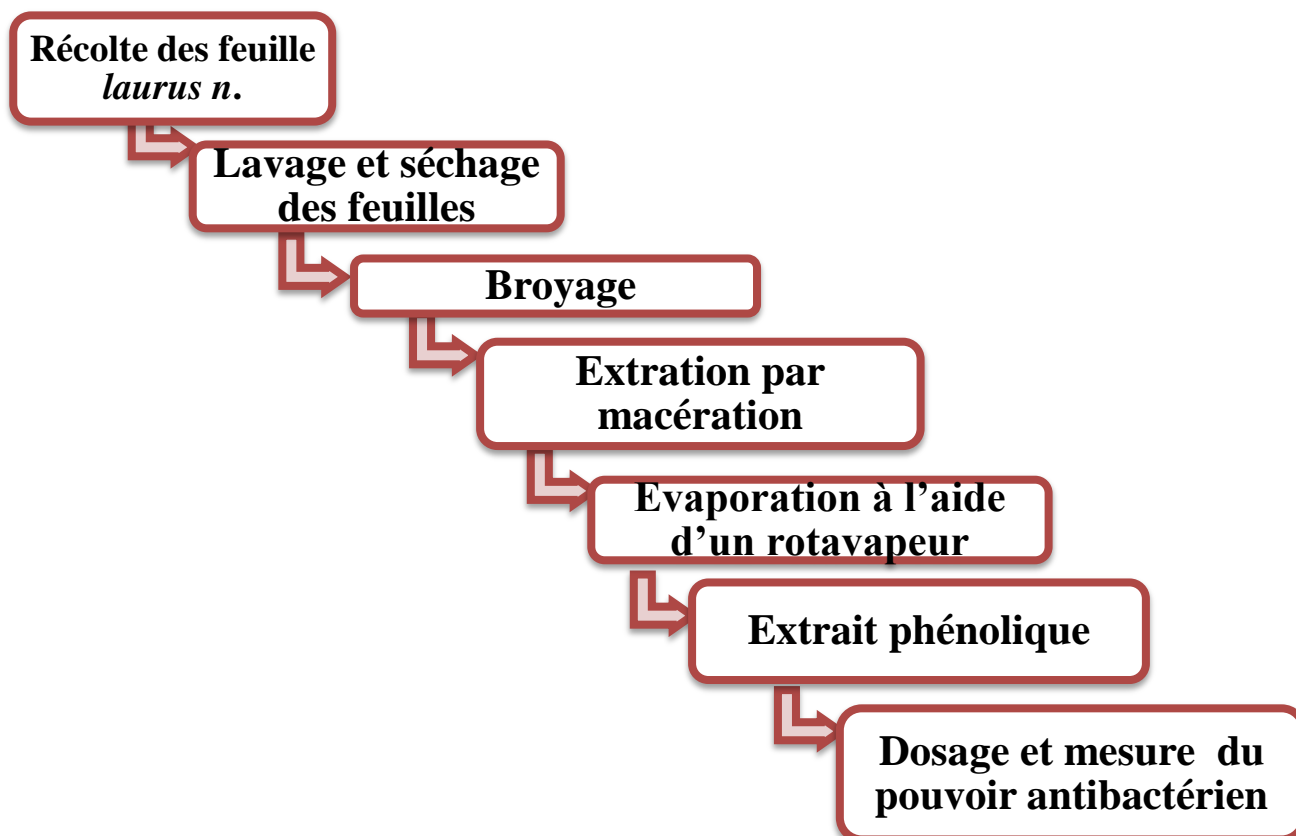 Récolte des feuille
laurus n.
Lavage et séchage
des feuilles
Broyage
Extration par
macération
Evaporation à l’aide
d’un rotavapeur
Extrait phénolique
Dosage et mesure du
pouvoir antibactérien